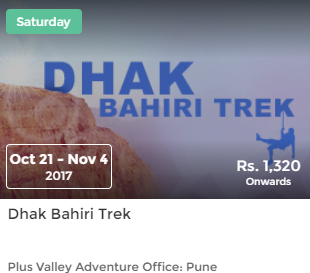 Saturday
DHAK
BAHIRI TREK
Oct 21 - Nov 4
2017
Rs. 1,320
Onwards
Dhak Bahiri Trek
Plus Valley Adventure Office: Pune